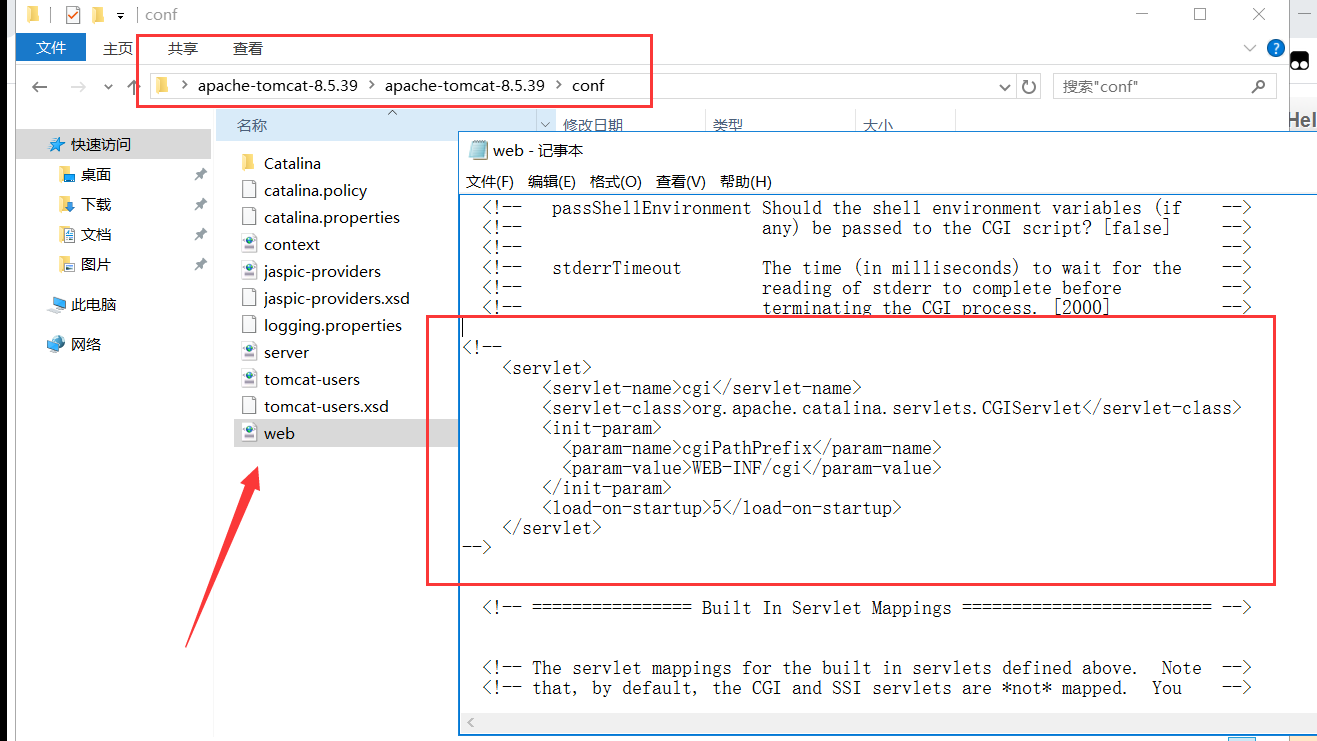 conf
文件 主页 共享 查看
apache-tomcat-8.5.39 apache-tomcat-8.5.39 conf
搜索"conf"
名称 修改日期 类型 大小
快速访问
桌面
下载
文档
图片
此电脑
网络
Catalina
catalina.policy
catalina.properties
context
jaspic-providers
jaspic-providers.xsd
logging.properties
server
tomcat-users
tomcat-users.xsd
web
Hel
web - 记事本
文件(F) 编辑(E) 格式(O) 查看(V) 帮助(H)
<!-- passShellEnvironment Should the shell environment variables (if -->
<!-- any) be passed to the CGI script? [false] -->
<!-- -->
<!-- stderrTimeout The time (in milliseconds) to wait for the -->
<!-- reading of stderr to complete before -->
<!-- terminating the CGI process. [2000] -->
<!--
<servlet>
<servlet-name>cgi</servlet-name>
<servlet-class>org.apache.catalina.servlets.CGIServlet</servlet-class>
<init-param>
<param-name>cgiPathPrefix</param-name>
<param-value>WEB-INF/cgi</param-value>
</init-param>
<load-on-startup>5</load-on-startup>
</servlet>
-->
<!-- ================ Built In Servlet Mappings ========================= -->
<!-- The servlet mappings for the built in servlets defined above. Note -->
<!-- that, by default, the CGI and SSI servlets are *not* mapped. You -->